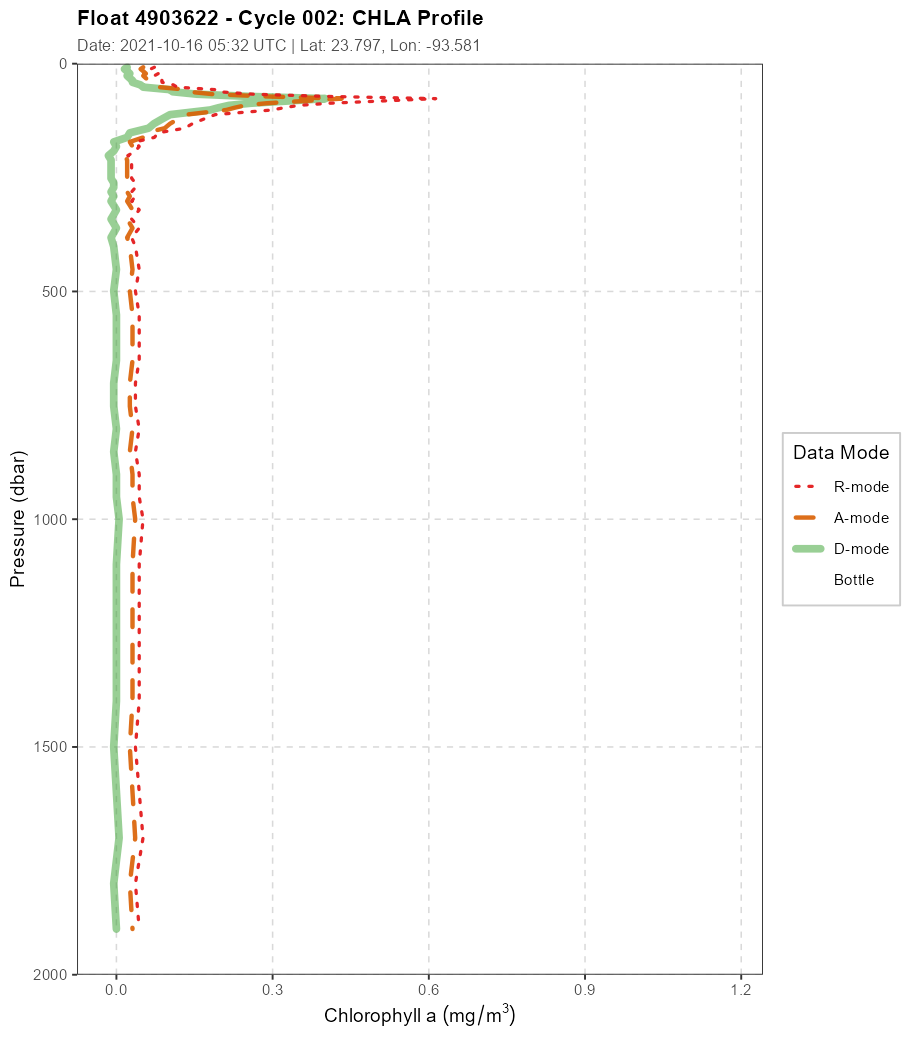 Float 4903622 - Cycle 002: CHLA Profile
Date: 2021-10-16 05:32 UTC | Lat: 23.797, Lon: -93.581
0
500
1000
1500
2000
Pressure (dbar)
0.0 0.3 0.6 0.9 1.2
Chlorophyll a (mg/m³)
Data Mode
R-mode
A-mode
D-mode
Bottle